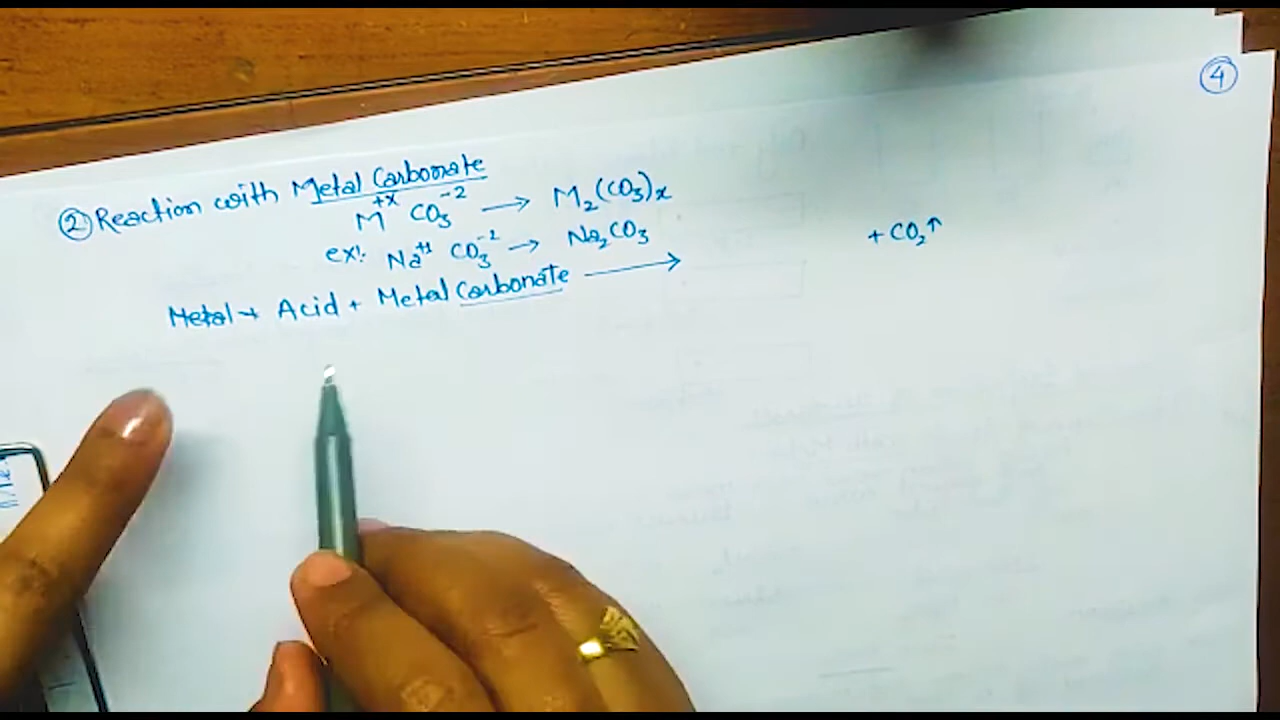 ④
② Reaction with Metal Carbonate
M⁺ˣ CO₃⁻² → M₂(CO₃)ₓ
ex: Na⁺¹ CO₃⁻² → Na₂CO₃
Metal + Acid + Metal Carbonate → + CO₂↑